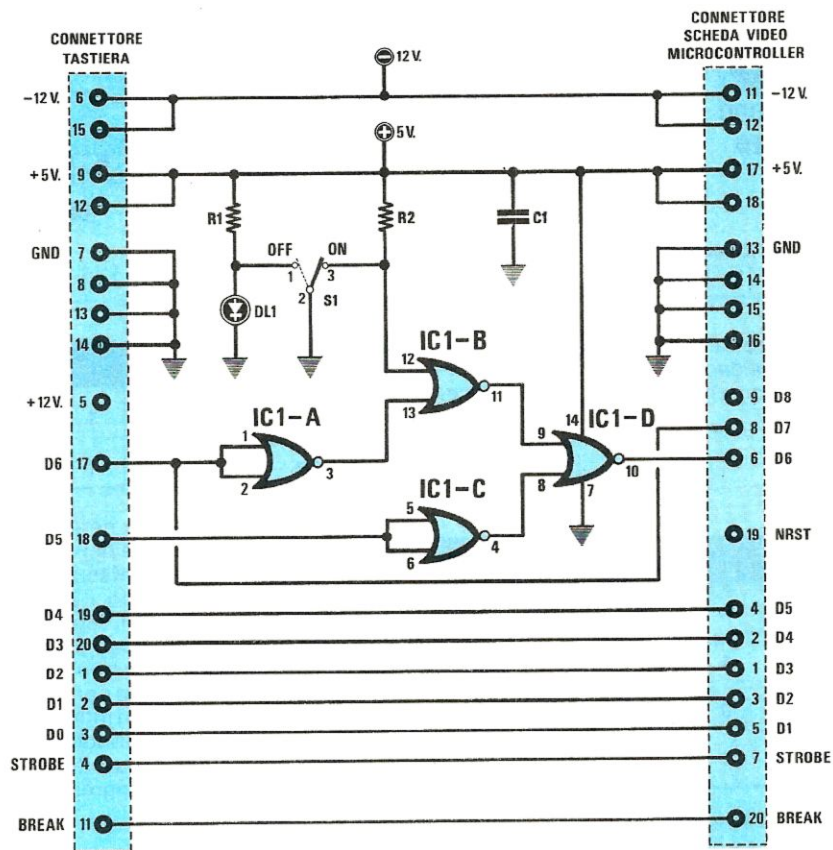 CONNETTORE
TASTIERA
CONNETTORE
SCHEDA VIDEO
MICROCONTROLLER
12 V.
-12 V. 6
15
11 -12 V.
12
5 V.
+5 V. 9
12
17 +5 V.
18
R1
R2
C1
GND 7
8
13
14
13 GND
14
15
16
OFF ON
1 3
2 S1
DL1
+12 V. 5
IC1-B
12
13
11
9 D8
8 D7
6 D6
IC1-A
1
2
3
IC1-D
14
9
8
10
7
D6 17
IC1-C
5
6
4
D5 18
19 NRST
D4 19
4 D5
D3 20
2 D4
D2 1
1 D3
D1 2
3 D2
D0 3
5 D1
STROBE 4
7 STROBE
BREAK 11
20 BREAK